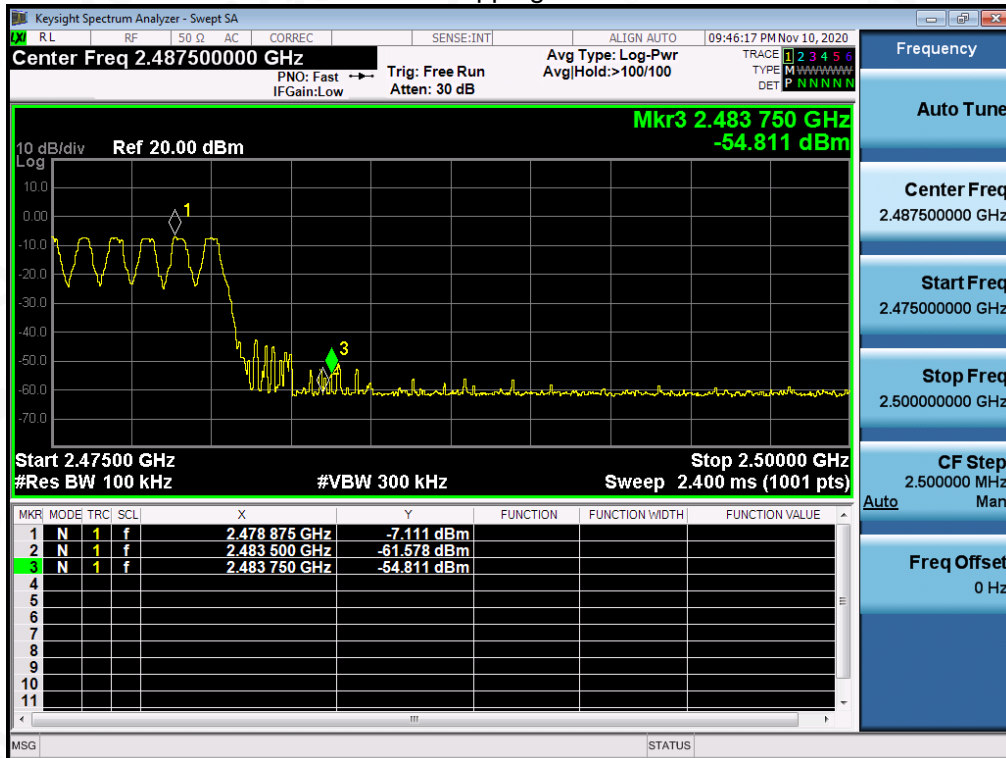 Keysight Spectrum Analyzer - Swept SA
LXI RL RF 50 Ω AC CORREC SENSE:INT ALIGN AUTO 09:46:17 PM Nov 10, 2020
Center Freq 2.487500000 GHz
PNO: Fast
IFGain:Low
Trig: Free Run
Atten: 30 dB
Avg Type: Log-Pwr
Avg|Hold:>100/100
TRACE 1 2 3 4 5 6
TYPE M WWWWW
DET P N N N N N
Mkr3 2.483 750 GHz
-54.811 dBm
10 dB/div Ref 20.00 dBm
Log
10.0
0.00
-10.0
-20.0
-30.0
-40.0
-50.0
-60.0
-70.0
1
3
Start 2.47500 GHz Stop 2.50000 GHz
#Res BW 100 kHz #VBW 300 kHz Sweep 2.400 ms (1001 pts)
MKR MODE TRC SCL X Y FUNCTION FUNCTION WIDTH FUNCTION VALUE
1 N 1 f 2.478 875 GHz -7.111 dBm
2 N 1 f 2.483 500 GHz -61.578 dBm
3 N 1 f 2.483 750 GHz -54.811 dBm
4
5
6
7
8
9
10
11
MSG STATUS
Frequency
Auto Tune
Center Freq
2.487500000 GHz
Start Freq
2.475000000 GHz
Stop Freq
2.500000000 GHz
CF Step
2.500000 MHz
Auto Man
Freq Offset
0 Hz